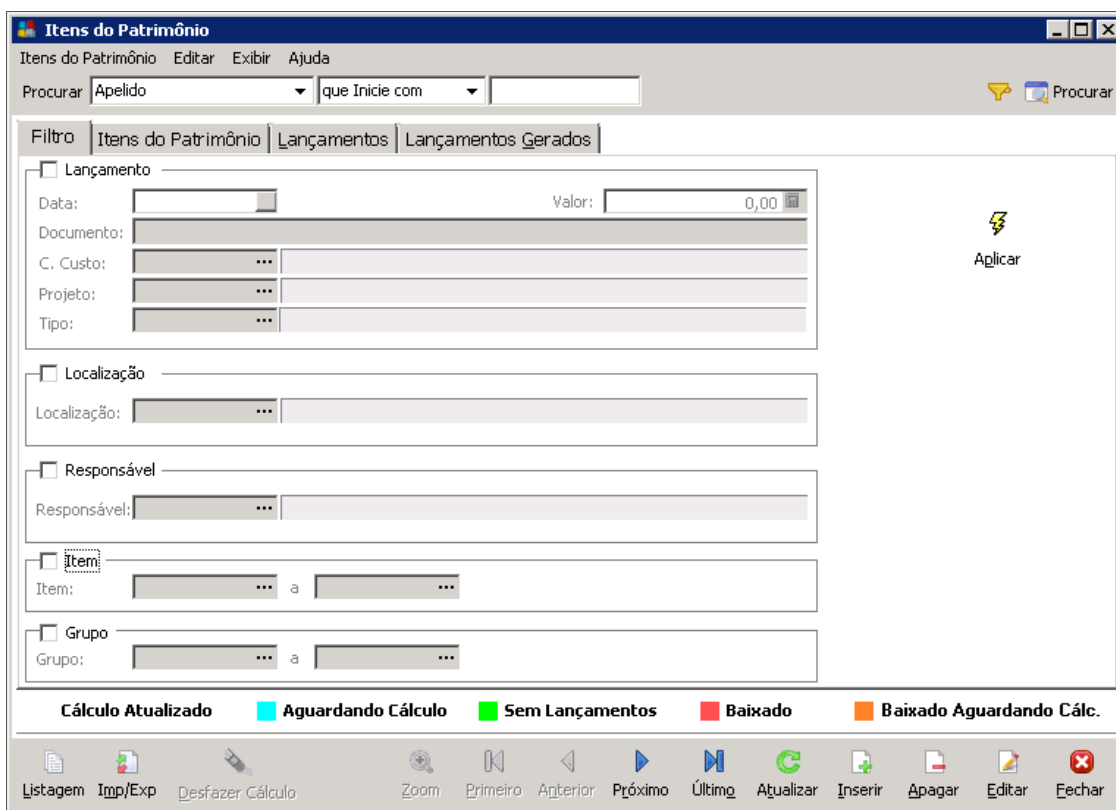 Itens do Patrimônio
Itens do Patrimônio Editar Exibir Ajuda
Procurar Apelido que Inicie com Procurar
Filtro Itens do Patrimônio Lançamentos Lançamentos Gerados
Lançamento
Data: Valor: 0,00
Documento:
C. Custo: ...
Projeto: ...
Tipo: ...
Aplicar
Localização
Localização: ...
Responsável
Responsável: ...
Item
Item: ... a ...
Grupo
Grupo: ... a ...
Cálculo Atualizado Aguardando Cálculo Sem Lançamentos Baixado Baixado Aguardando Cálc.
Listagem Imp/Exp Desfazer Cálculo Zoom Primeiro Anterior Próximo Último Atualizar Inserir Apagar Editar Fechar